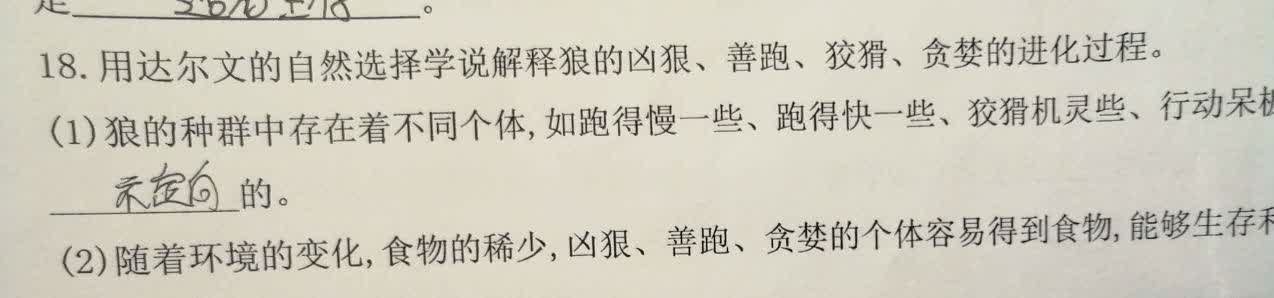 18. 用达尔文的自然选择学说解释狼的凶狠、善跑、狡猾、贪婪的进化过程。
(1)狼的种群中存在着不同个体,如跑得慢一些、跑得快一些、狡猾机灵些、行动呆板
不定向 的。
(2)随着环境的变化,食物的稀少,凶狠、善跑、贪婪的个体容易得到食物,能够生存和